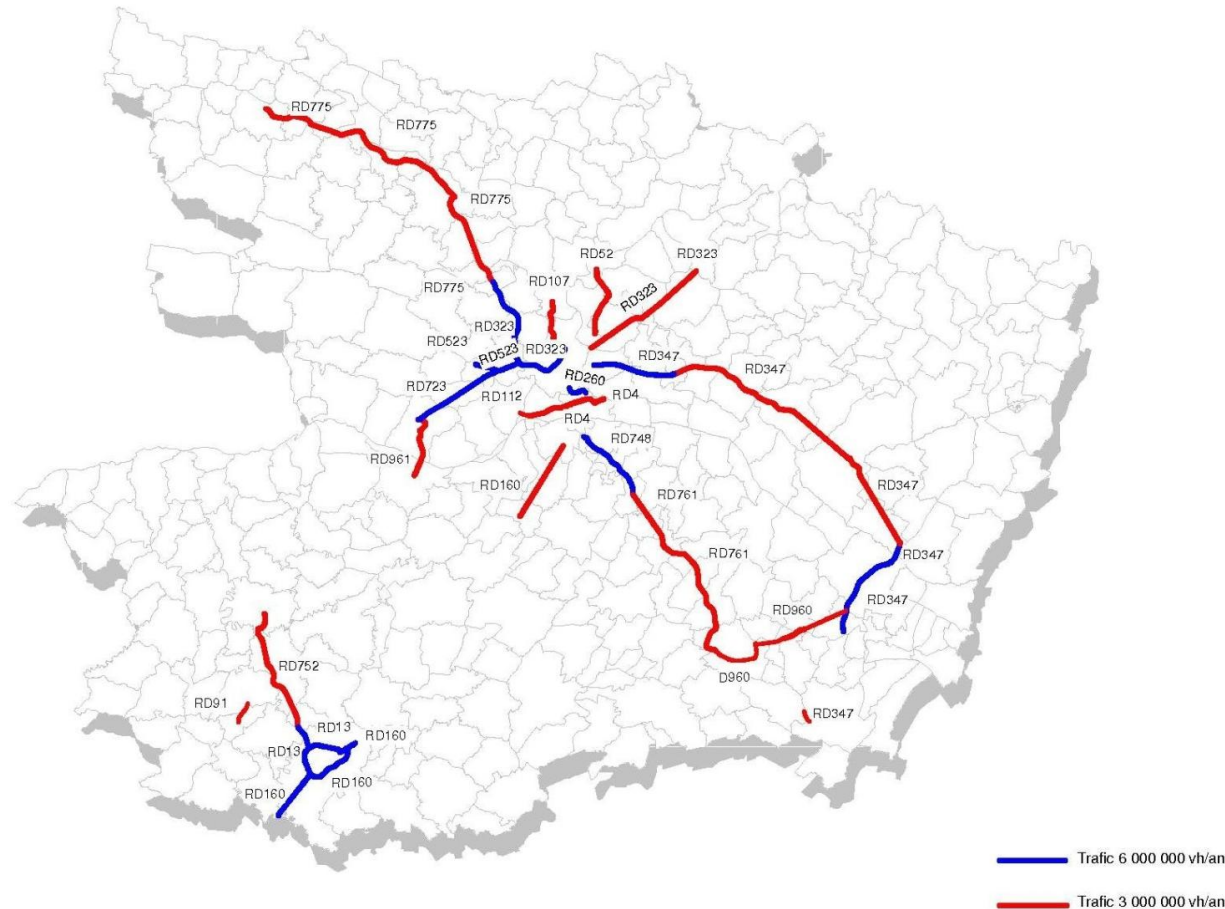 RD775
RD775
RD775
RD52
RD323
RD775
RD107
RD323
RD323
RD523
RD523
RD323
RD347
RD347
RD260
RD723
RD112
RD4
RD4
RD748
RD961
RD160
RD761
RD347
RD761
RD347
RD347
RD960
D960
RD752
RD91
RD347
RD13
RD160
RD13
RD160
RD160
Trafic 6 000 000 vh/an
Trafic 3 000 000 vh/an